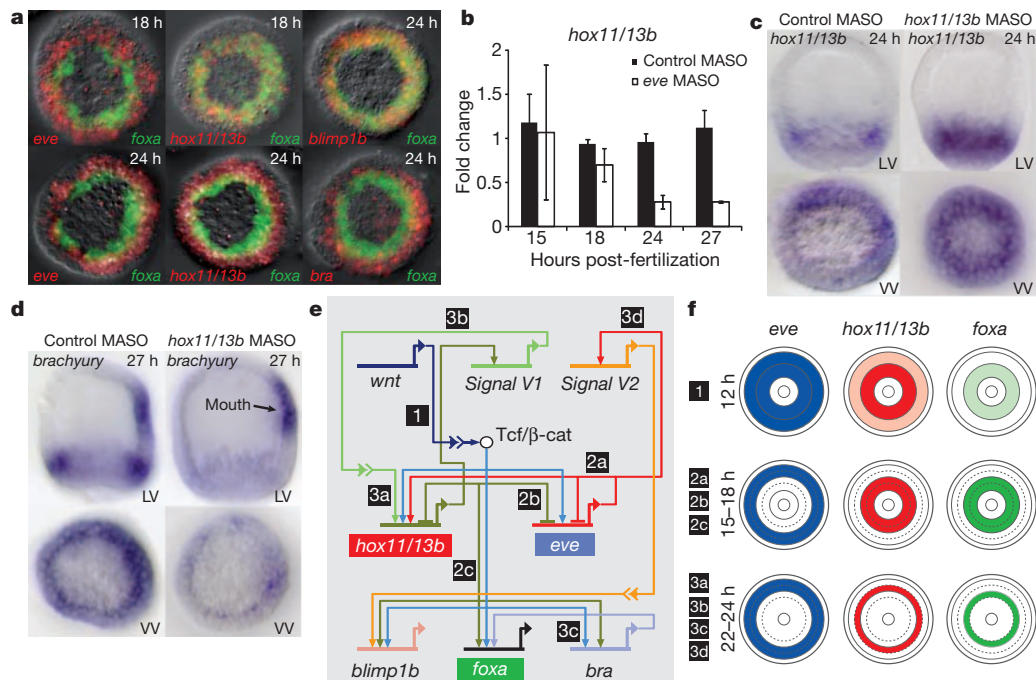 a
18 h
18 h
24 h
eve
foxa
hox11/13b
foxa
blimp1b
foxa
24 h
24 h
24 h
eve
foxa
hox11/13b
foxa
bra
foxa
b
hox11/13b
Control MASO
eve MASO
Fold change
2
1.5
1
0.5
0
15
18
24
27
Hours post-fertilization
c
Control MASO
hox11/13b MASO
hox11/13b
24 h
hox11/13b
24 h
LV
LV
VV
VV
d
Control MASO
hox11/13b MASO
brachyury
27 h
brachyury
27 h
Mouth
LV
LV
VV
VV
e
3b
3d
wnt
Signal V1
Signal V2
1
Tcf/β-cat
2a
3a
2b
hox11/13b
eve
2c
3c
blimp1b
foxa
bra
f
eve
hox11/13b
foxa
1
12 h
2a
2b
2c
15–18 h
3a
3b
3c
3d
22–24 h